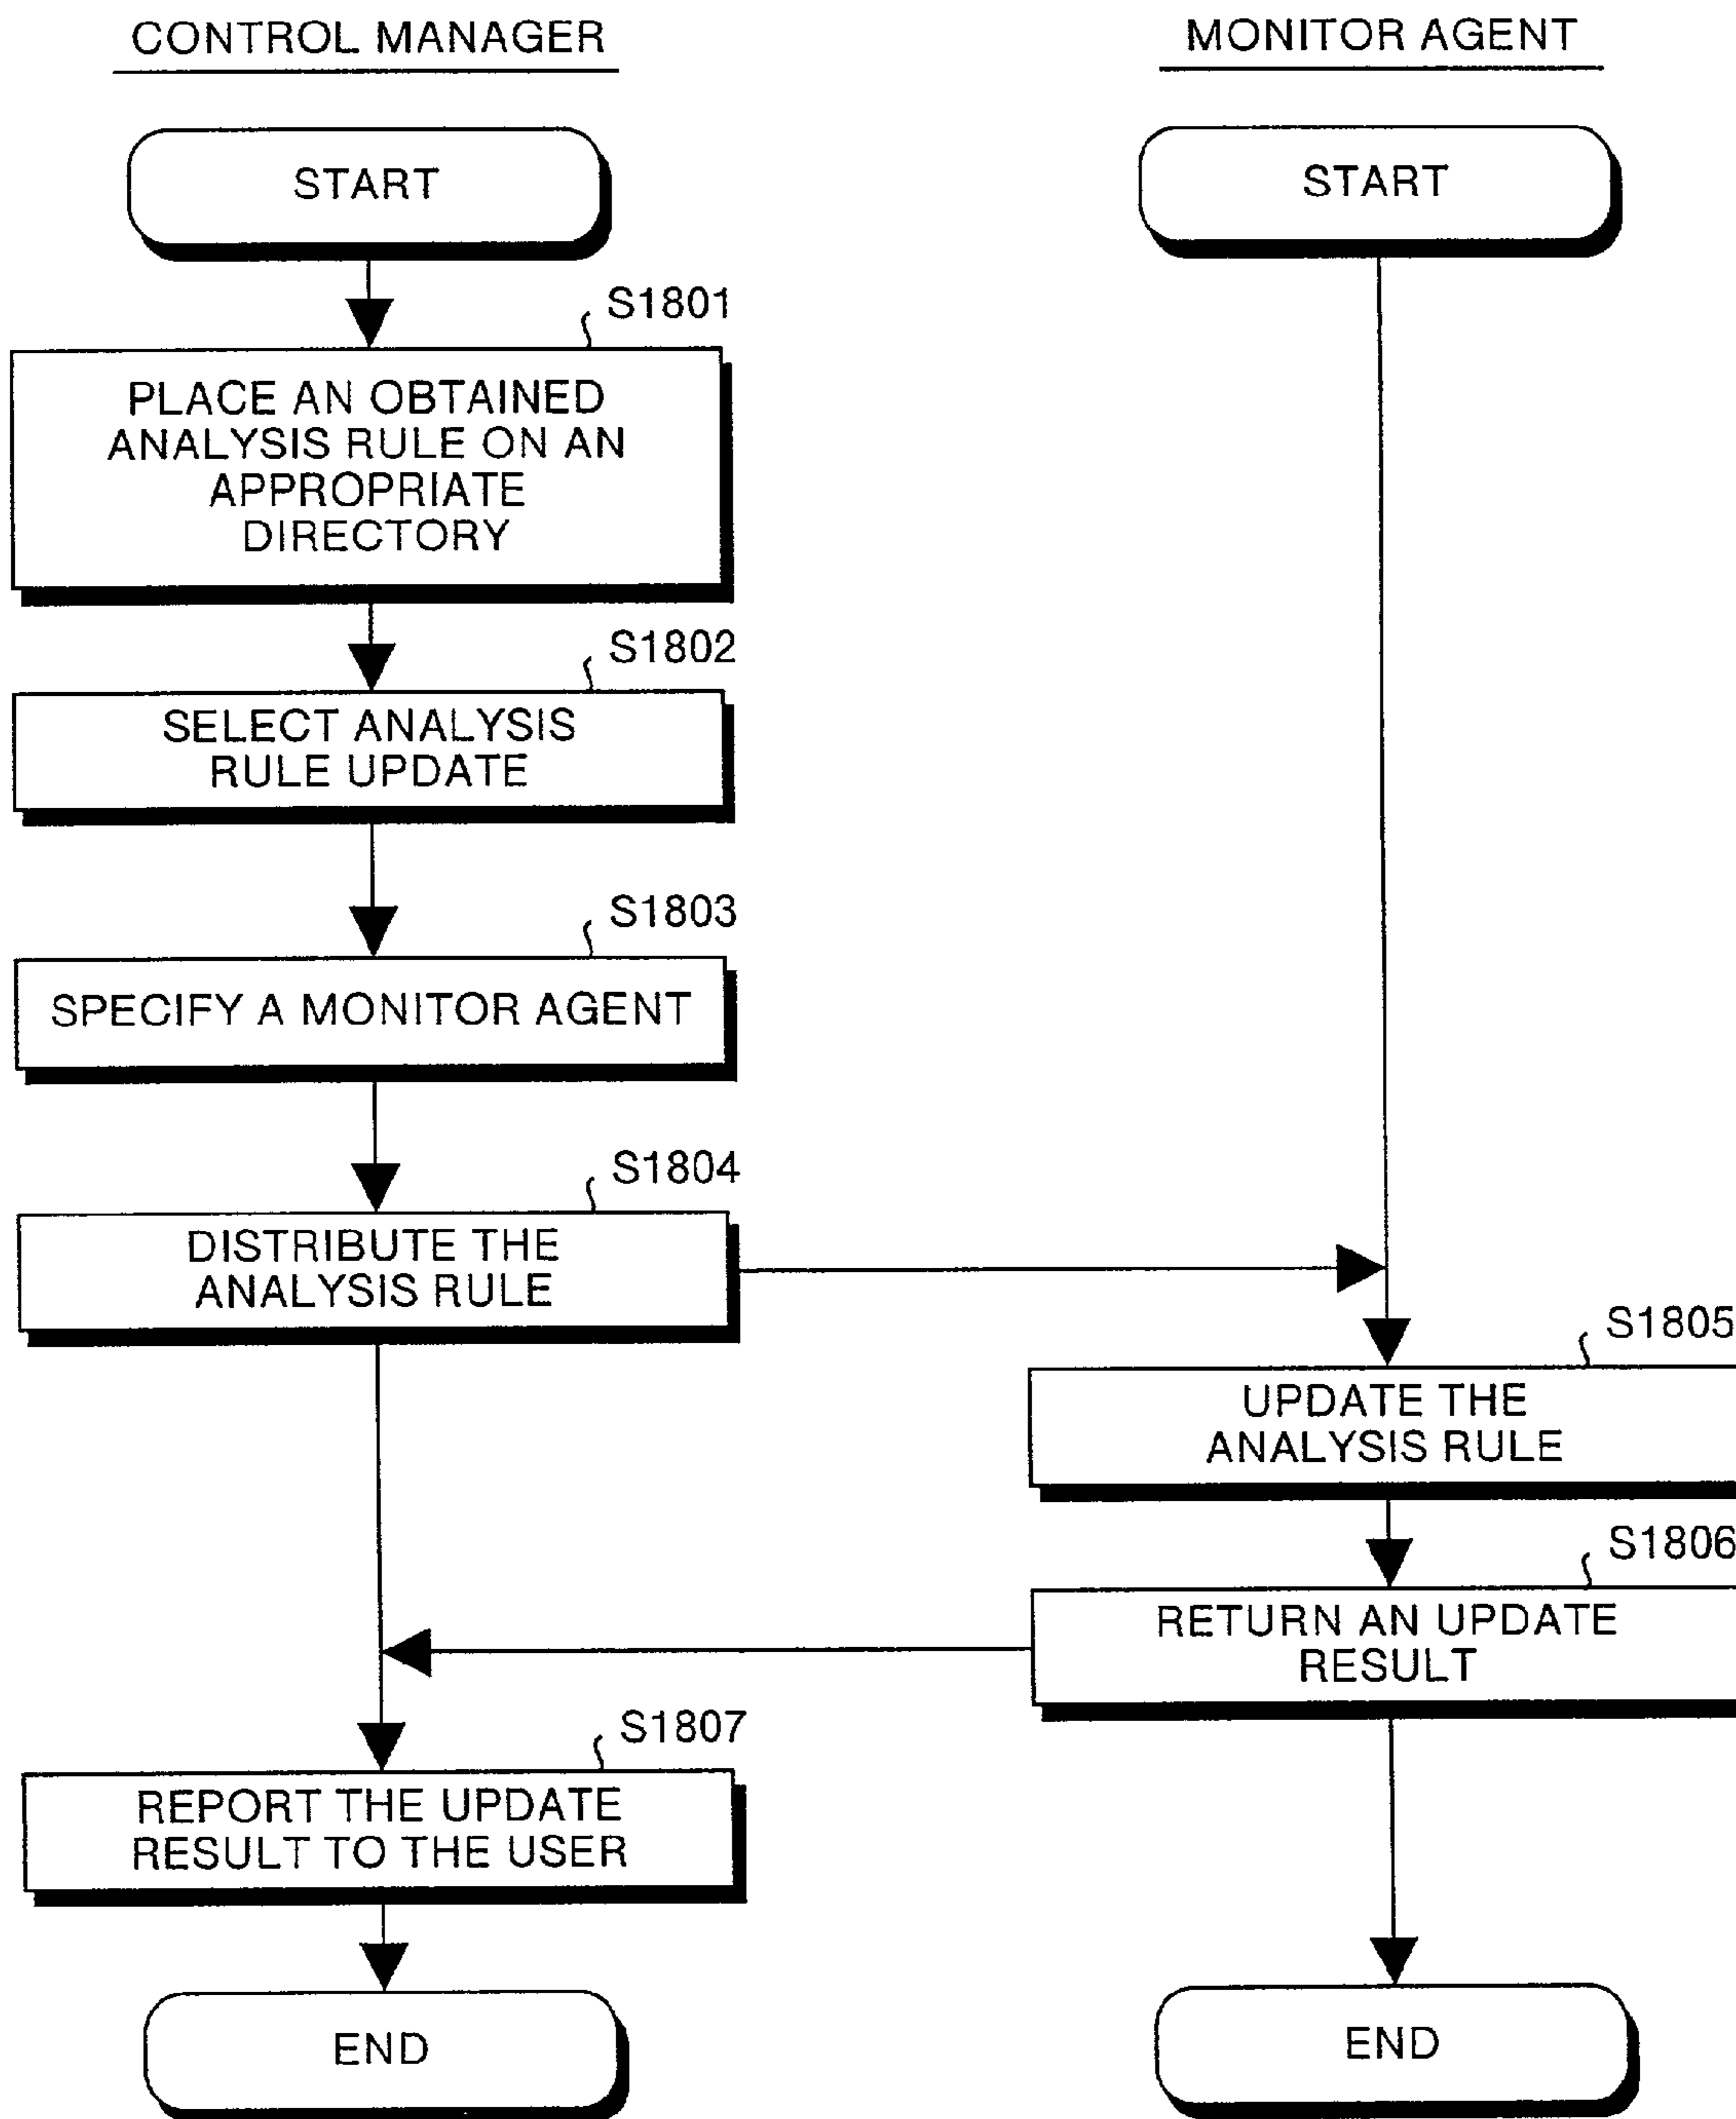 CONTROL MANAGER
MONITOR AGENT
START
START
S1801
PLACE AN OBTAINED
ANALYSIS RULE ON AN
APPROPRIATE
DIRECTORY
S1802
SELECT ANALYSIS
RULE UPDATE
S1803
SPECIFY A MONITOR AGENT
S1804
DISTRIBUTE THE
ANALYSIS RULE
S1805
UPDATE THE
ANALYSIS RULE
S1806
RETURN AN UPDATE
RESULT
S1807
REPORT THE UPDATE
RESULT TO THE USER
END
END